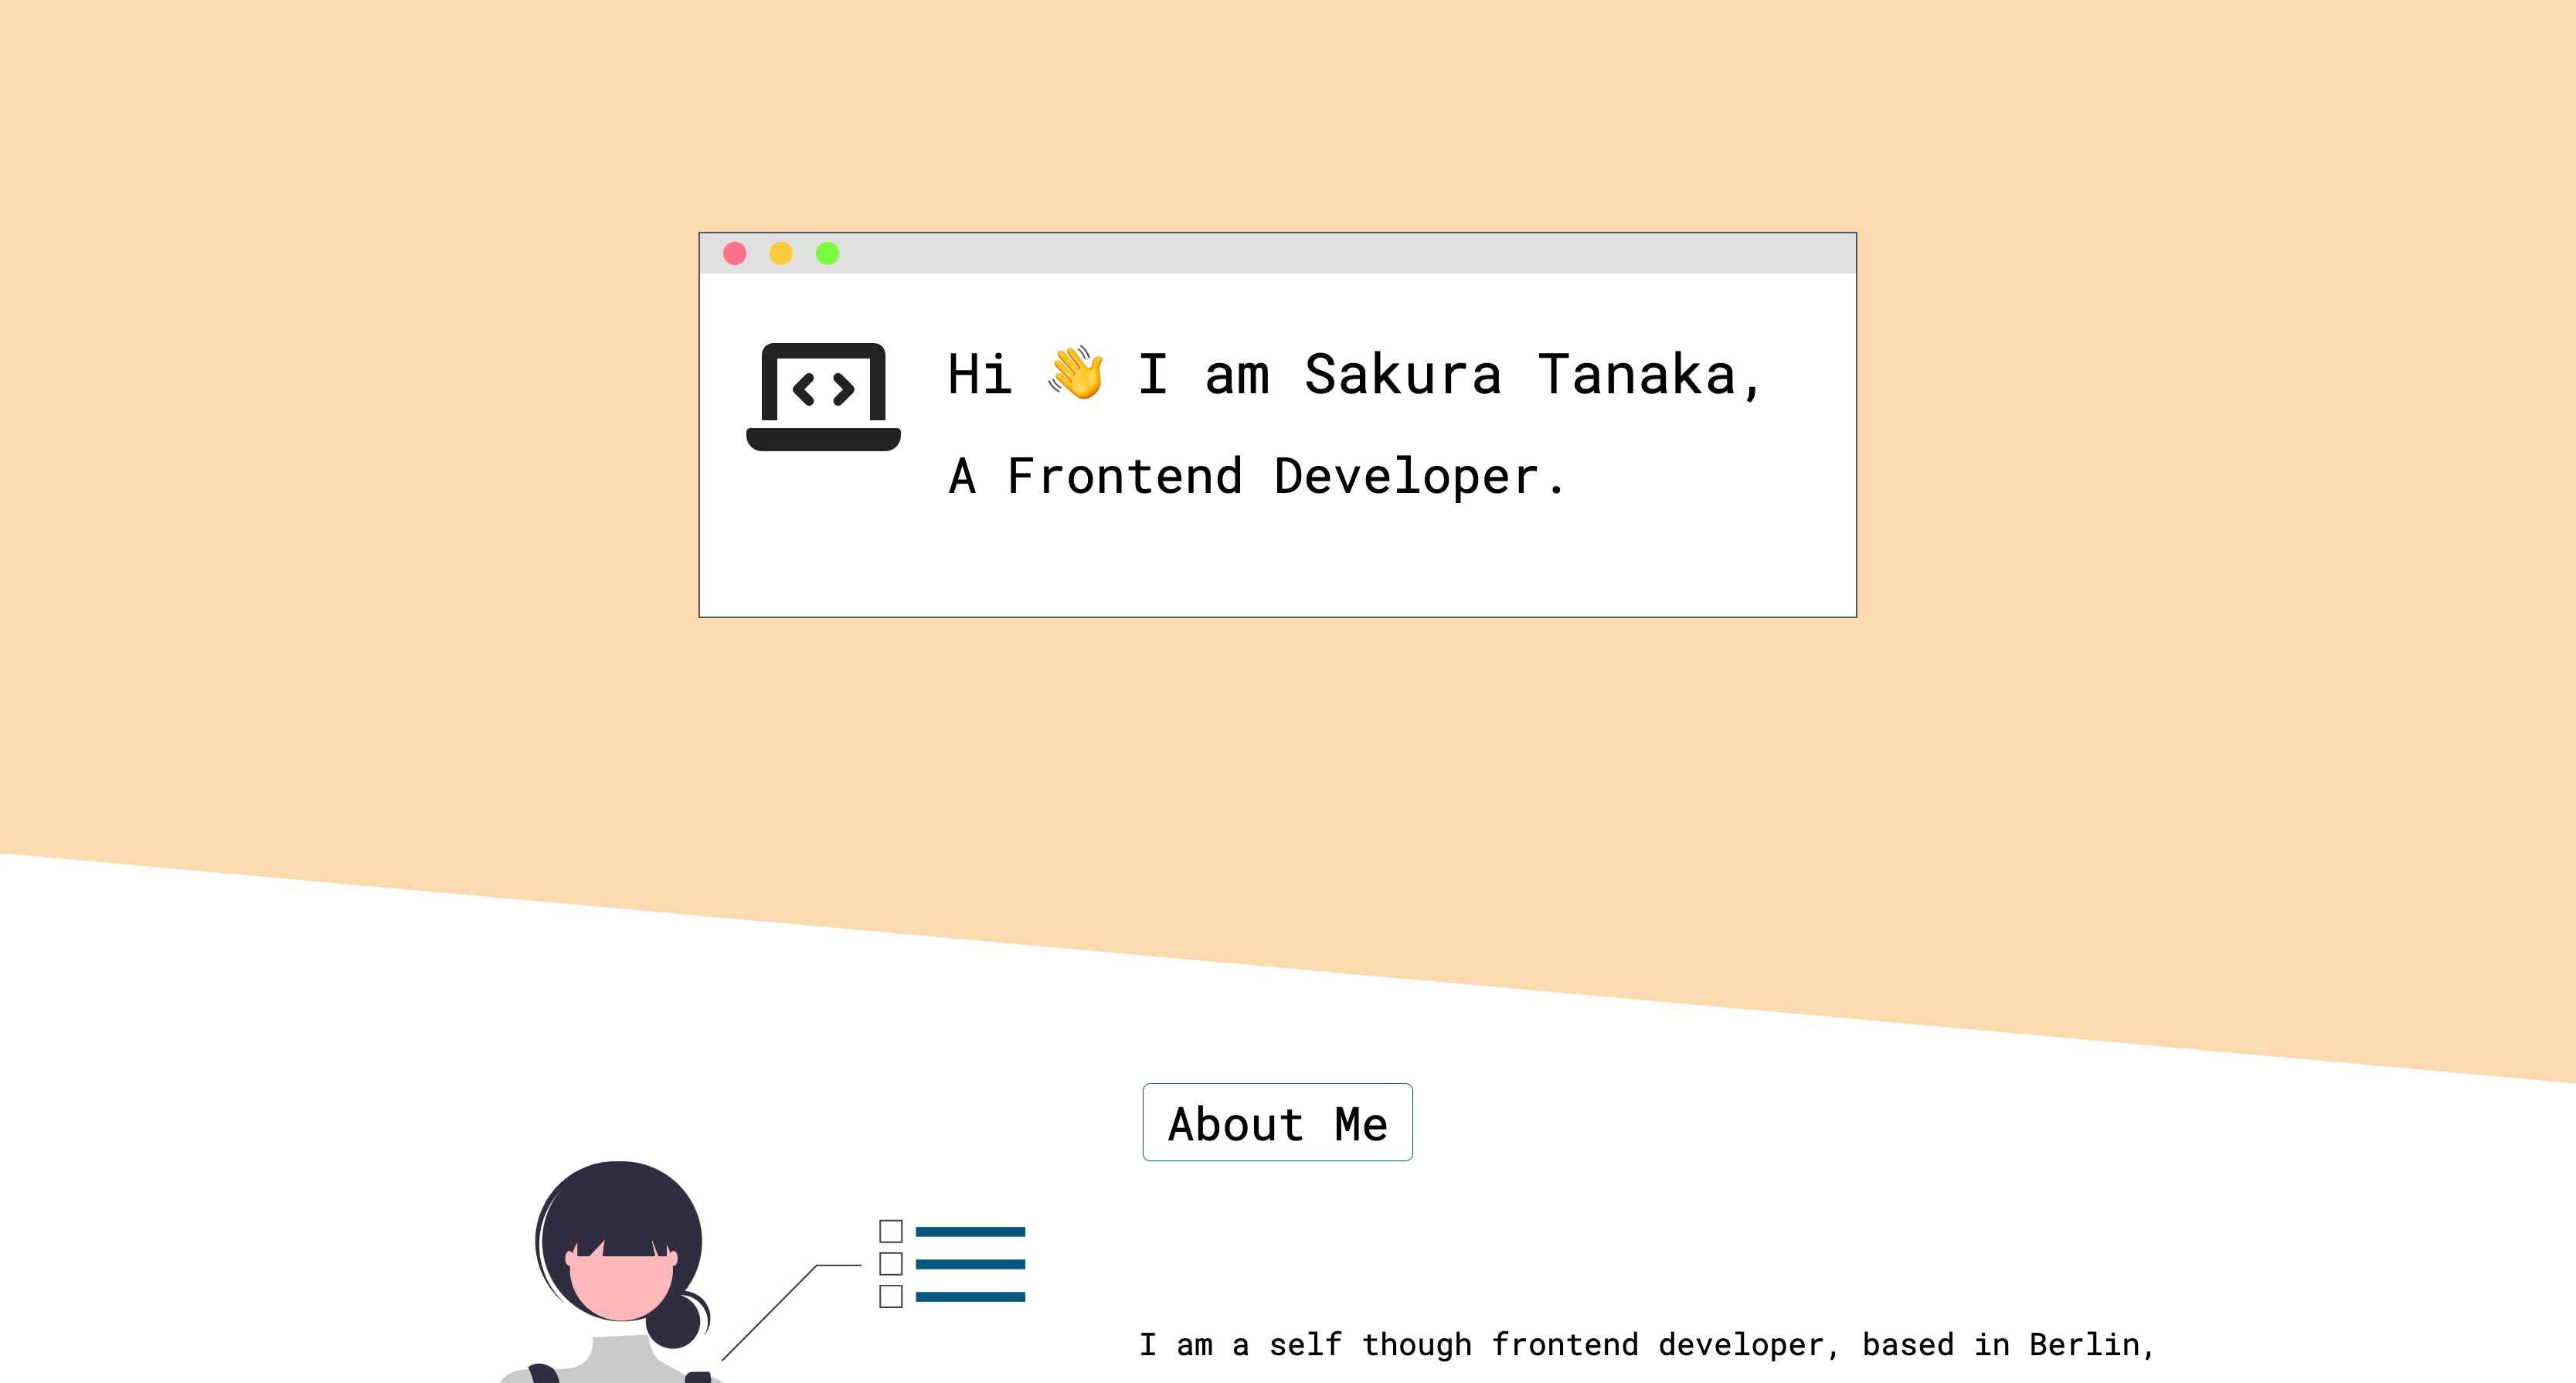 Hi 👋 I am Sakura Tanaka,
A Frontend Developer.
About Me
I am a self though frontend developer, based in Berlin,